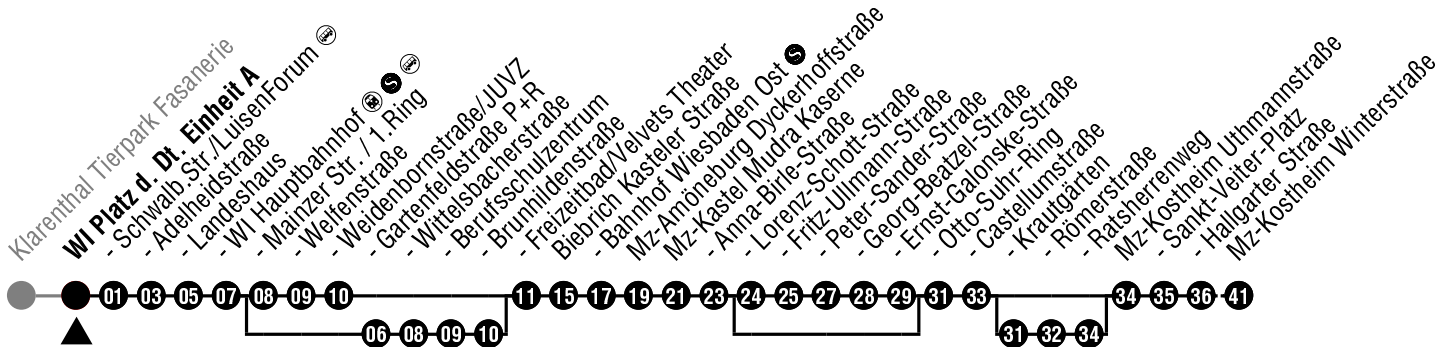 Klarenthal Tierpark Fasanerie
WI Platz d. Dt. Einheit A
- Schwalb.Str./LuisenForum
- Adelheidstraße
- Landeshaus
- WI Hauptbahnhof S
- Mainzer Str. / 1.Ring
- Welfenstraße
- Weidenbornstraße/JUVZ
- Gartenfeldstraße P+R
- Wittelsbacherstraße
- Berufsschulzentrum
- Brunhildenstraße
- Freizeitbad/Velvets Theater
Biebrich Kasteler Straße
- Bahnhof Wiesbaden Ost S
Mz-Amöneburg Dyckerhoffstraße
Mz-Kastel Mudra Kaserne
- Anna-Birle-Straße
- Lorenz-Schott-Straße
- Fritz-Ullmann-Straße
- Peter-Sander-Straße
- Georg-Beatzel-Straße
- Ernst-Galonske-Straße
- Otto-Suhr-Ring
- Castellumstraße
- Krautgärten
- Römerstraße
- Ratsherrenweg
Mz-Kostheim Uthmannstraße
- Sankt-Veiter-Platz
- Hallgarter Straße
Mz-Kostheim Winterstraße
01 03 05 07 08 09 10 11 15 17 19 21 23 24 25 27 28 29 31 33 34 35 36 41
06 08 09 10 31 32 34